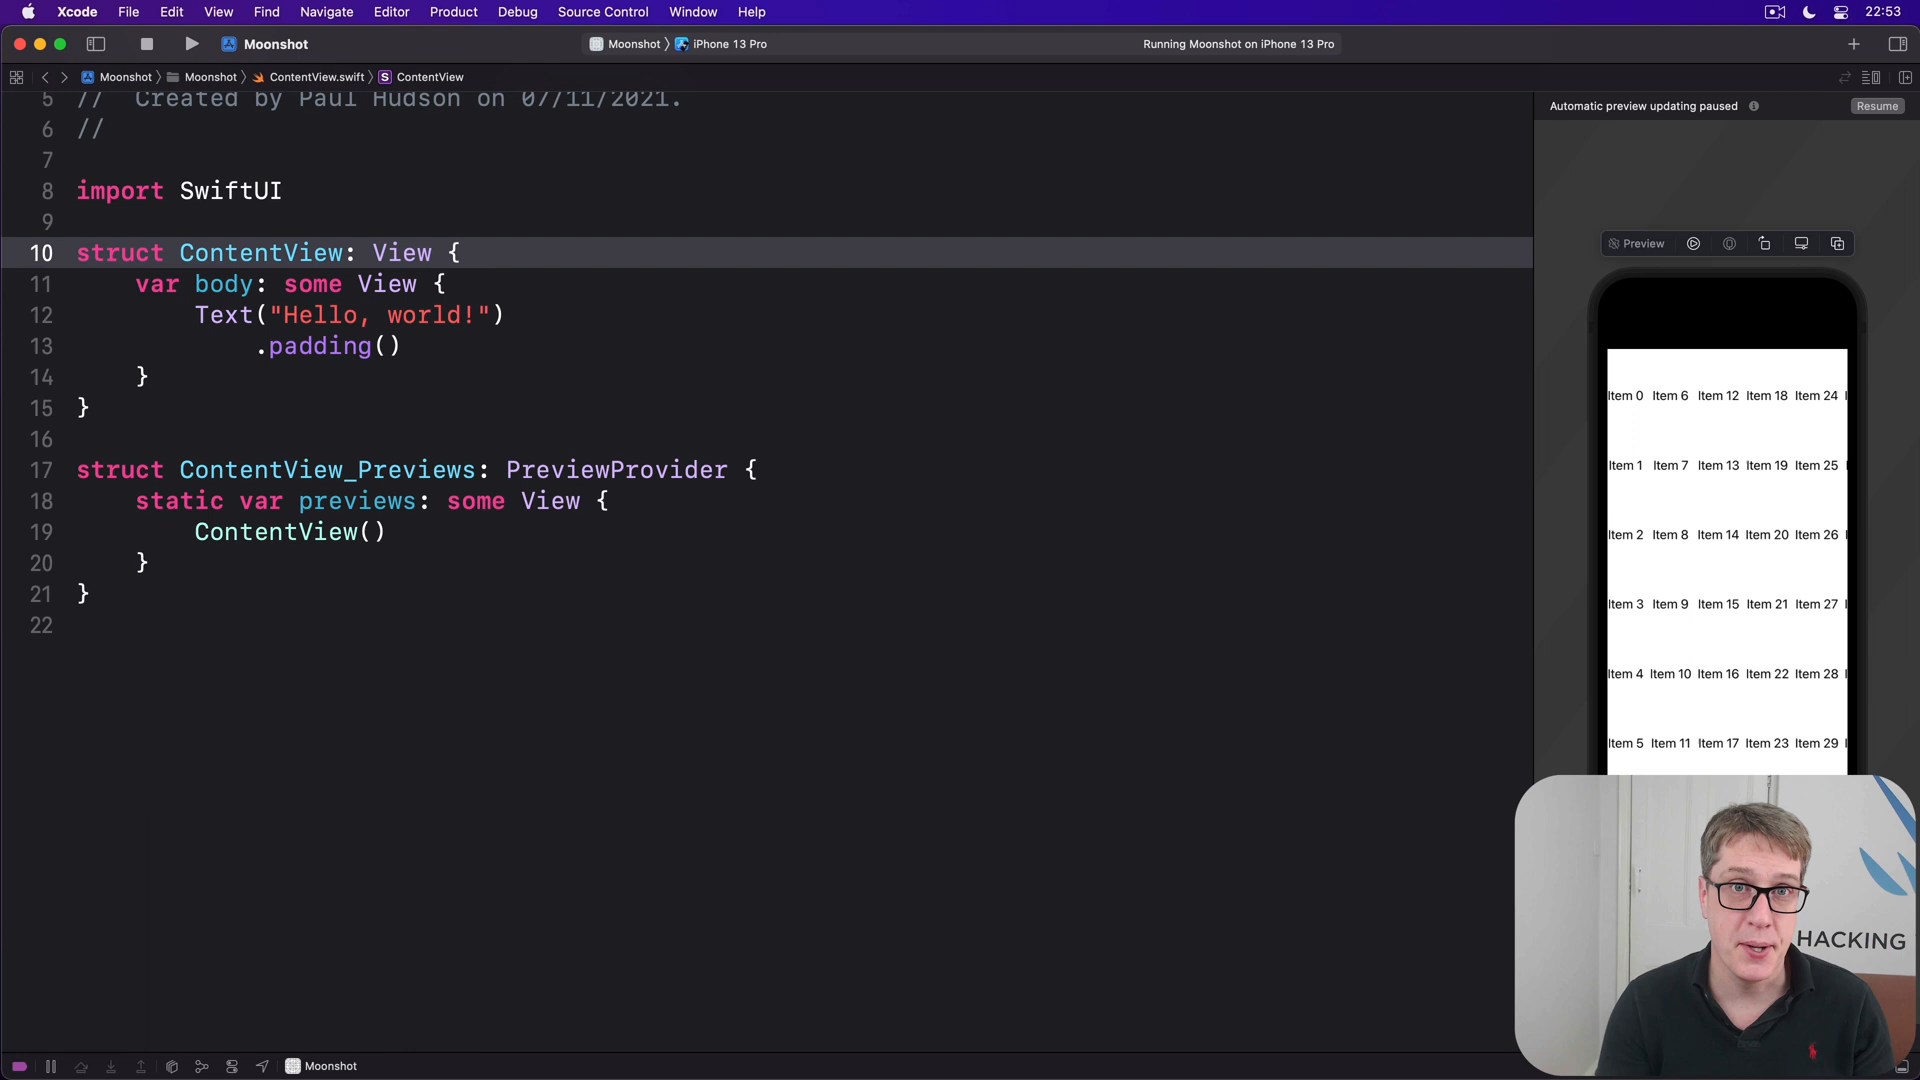 Xcode File Edit View Find Navigate Editor Product Debug Source Control Window Help 22:53
Moonshot Moonshot iPhone 13 Pro Running Moonshot on iPhone 13 Pro
Moonshot Moonshot ContentView.swift S ContentView
5 // Created by Paul Hudson on 07/11/2021.
6 //
7
8 import SwiftUI
9
10 struct ContentView: View {
11 var body: some View {
12 Text("Hello, world!")
13 .padding()
14 }
15 }
16
17 struct ContentView_Previews: PreviewProvider {
18 static var previews: some View {
19 ContentView()
20 }
21 }
22
Automatic preview updating paused Resume
Preview
Item 0 Item 6 Item 12 Item 18 Item 24 I
Item 1 Item 7 Item 13 Item 19 Item 25 I
Item 2 Item 8 Item 14 Item 20 Item 26 I
Item 3 Item 9 Item 15 Item 21 Item 27 I
Item 4 Item 10 Item 16 Item 22 Item 28 I
Item 5 Item 11 Item 17 Item 23 Item 29 I
HACKING
Moonshot